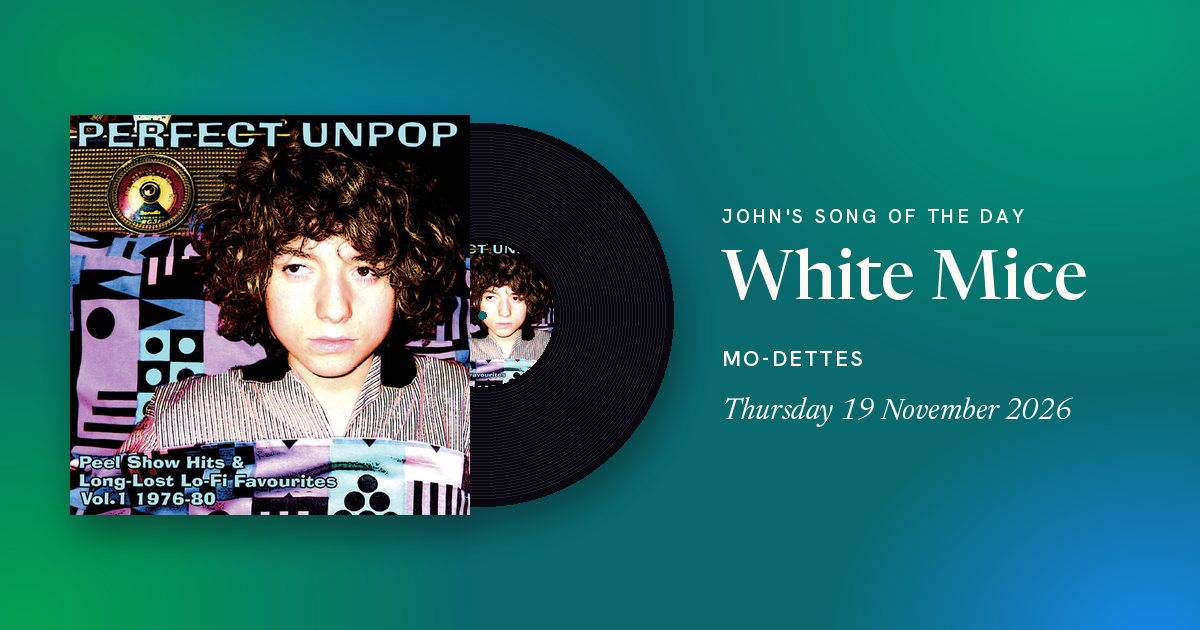 PERFECT UNPOP
Peel Show Hits &
Long-Lost Lo-Fi Favourites
Vol.1 1976-80
JOHN'S SONG OF THE DAY
White Mice
MO-DETTES
Thursday 19 November 2026